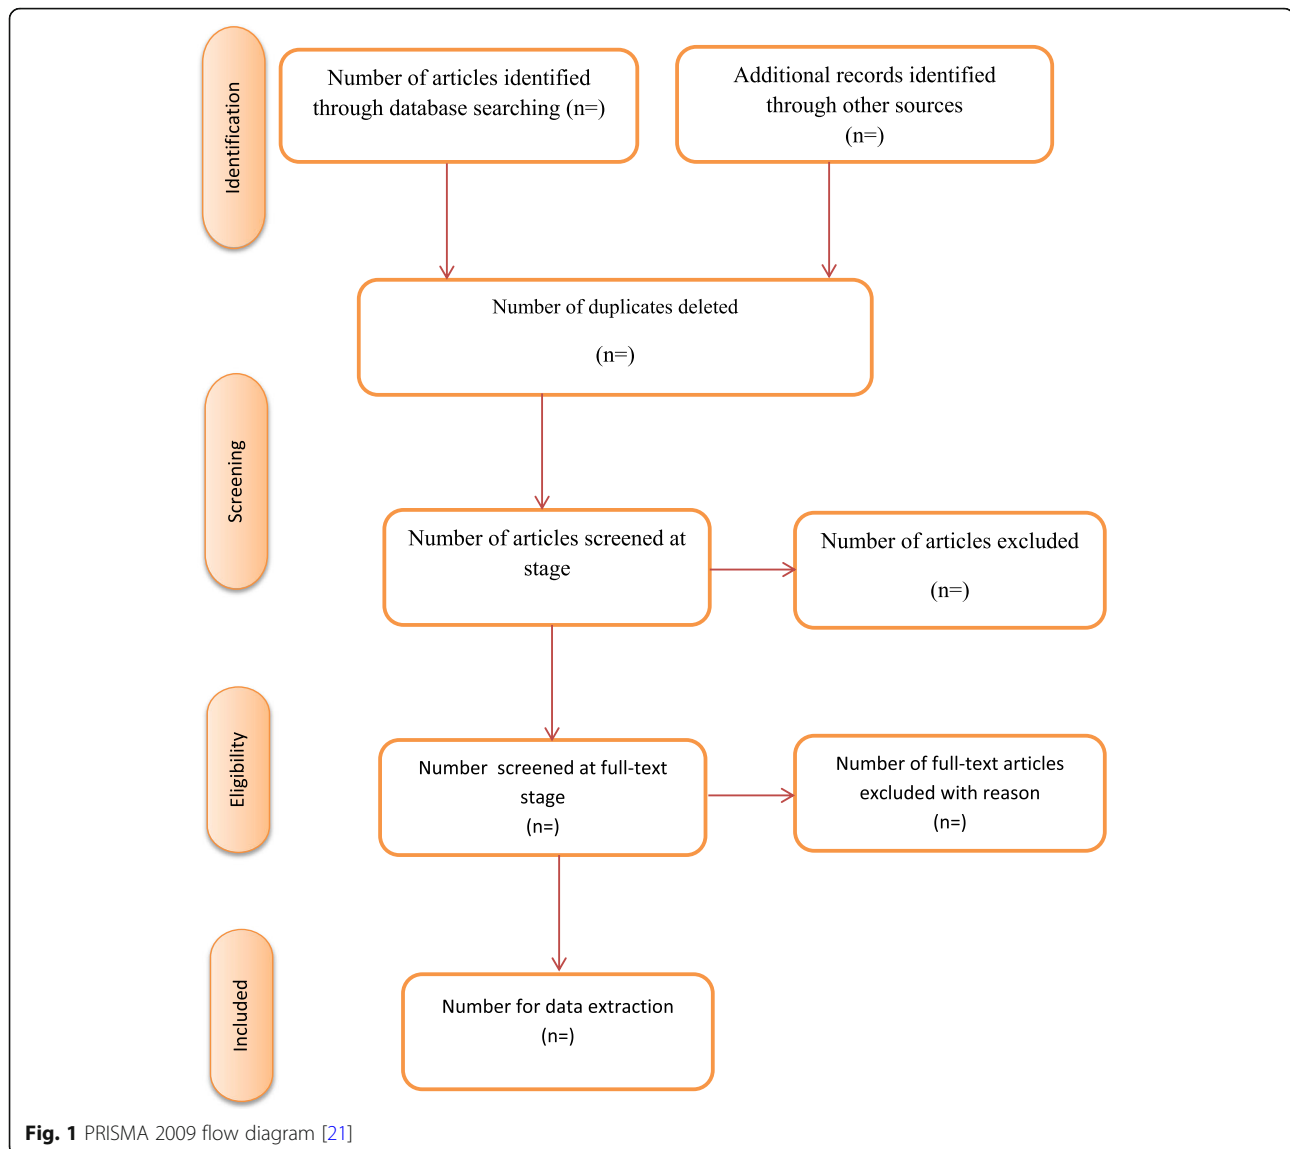 Identification
Number of articles identified
through database searching (n=)
Additional records identified
through other sources
(n=)
Number of duplicates deleted
(n=)
Screening
Number of articles screened at
stage
Number of articles excluded
(n=)
Eligibility
Number screened at full-text
stage
(n=)
Number of full-text articles
excluded with reason
(n=)
Included
Number for data extraction
(n=)
Fig. 1 PRISMA 2009 flow diagram [21]